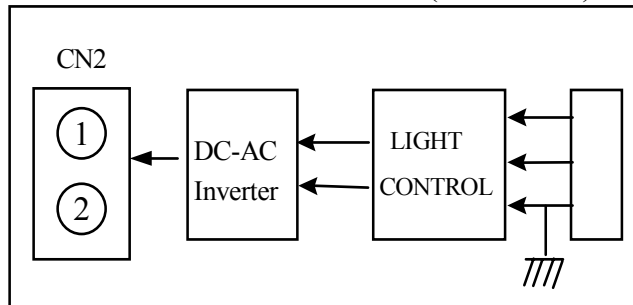 CN2
1
2
DC-AC
Inverter
LIGHT
CONTROL